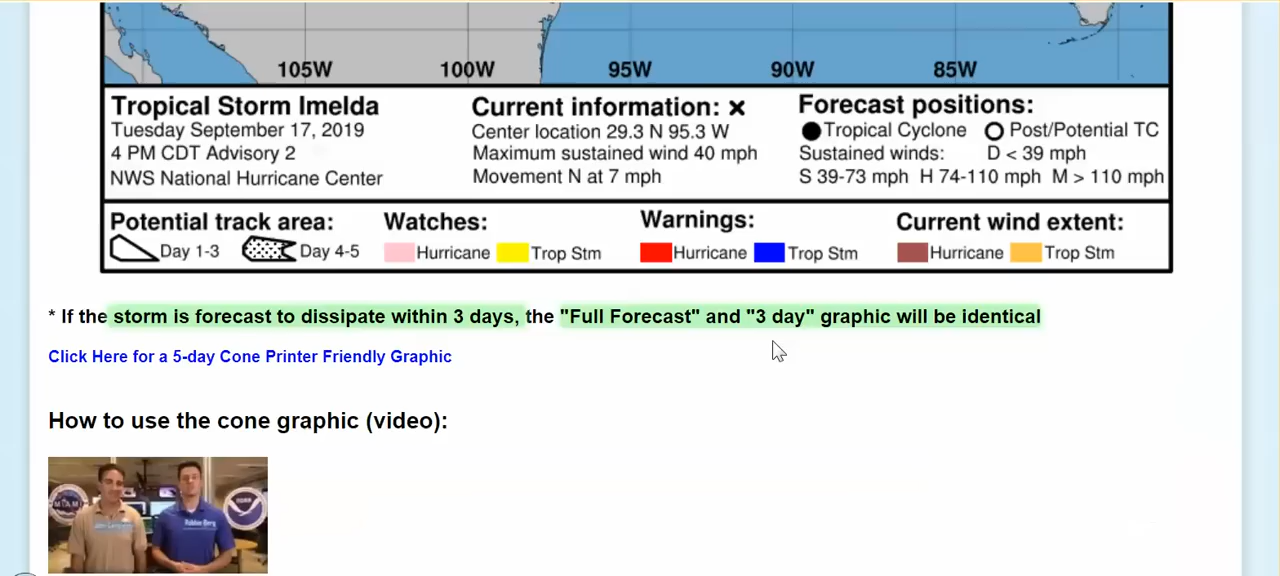 105W 100W 95W 90W 85W
Tropical Storm Imelda
Tuesday September 17, 2019
4 PM CDT Advisory 2
NWS National Hurricane Center
Current information: x
Center location 29.3 N 95.3 W
Maximum sustained wind 40 mph
Movement N at 7 mph
Forecast positions:
Tropical Cyclone Post/Potential TC
Sustained winds: D < 39 mph
S 39-73 mph H 74-110 mph M > 110 mph
Potential track area:
Day 1-3 Day 4-5
Watches:
Hurricane Trop Stm
Warnings:
Hurricane Trop Stm
Current wind extent:
Hurricane Trop Stm
* If the storm is forecast to dissipate within 3 days, the "Full Forecast" and "3 day" graphic will be identical
Click Here for a 5-day Cone Printer Friendly Graphic
How to use the cone graphic (video):